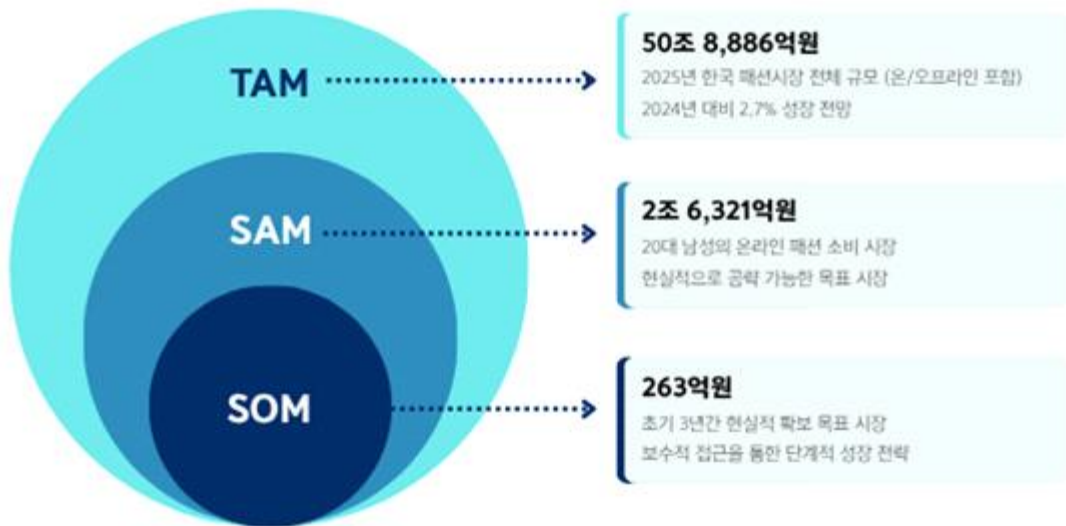 TAM
50조 8,886억원
2025년 한국 패션시장 전체 규모 (온/오프라인 포함)
2024년 대비 2.7% 성장 전망
SAM
2조 6,321억원
20대 남성의 온라인 패션 소비 시장
현실적으로 공략 가능한 목표 시장
SOM
263억원
초기 3년간 현실적 확보 목표 시장
보수적 접근을 통한 단계적 성장 전략